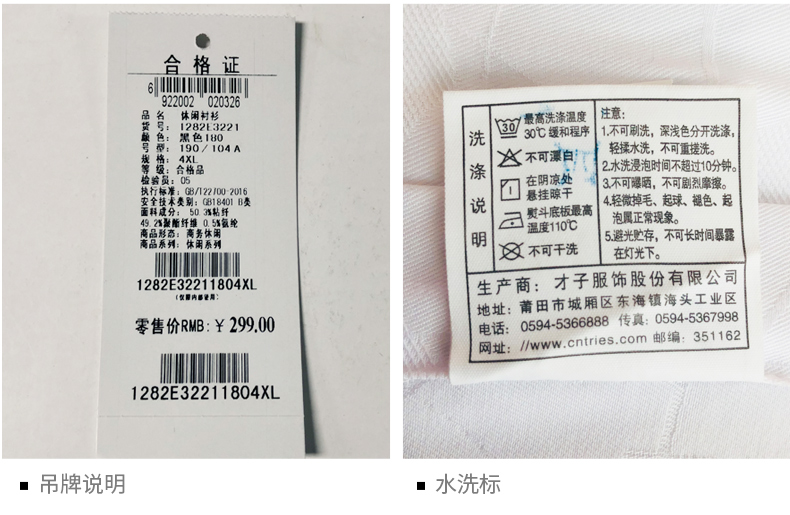 合格证
6 922002 020326
品名: 休闲衬衫
货号: 1282E3221
颜色: 黑色180
号型: 190/104A
规格: 4XL
等级: 合格品
检验员: 05
执行标准: GB/T22700-2016
安全技术类别: GB18401 B类
面料成分: 50.3%粘纤
49.2%聚酯纤维 0.5%氨纶
商品形态: 商务休闲
商品系列: 休闲系列
1282E32211804XL
(仅限内部使用)
零售价RMB: ¥ 299.00
1282E32211804XL
洗涤说明
30
最高洗涤温度
30℃缓和程序
不可漂白
在阴凉处
悬挂晾干
熨斗底板最高
温度110℃
不可干洗
注意:
1.不可刷洗，深浅色分开洗涤，
轻揉水洗，不可重搓洗。
2.水洗浸泡时间不超过10分钟。
3.不可曝晒，不可剧烈摩擦。
4.轻微掉毛、起球、褪色、起
泡属正常现象。
5.避光贮存，不可长时间暴露
在灯光下。
生产商: 才子服饰股份有限公司
地址: 莆田市城厢区东海镇海头工业区
电话: 0594-5366888 传真: 0594-5367998
网址: //www.cntries.com 邮编: 351162
吊牌说明
水洗标